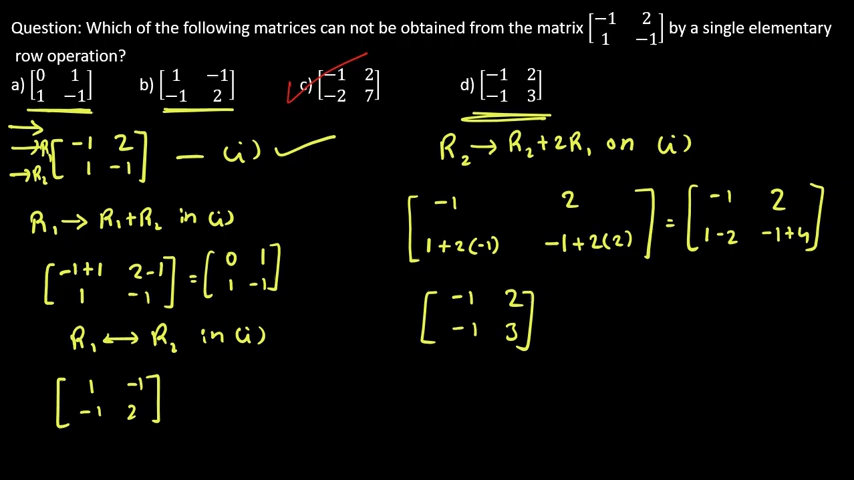 Question: Which of the following matrices can not be obtained from the matrix [−1 2; 1 −1] by a single elementary
row operation?
a) [0 1; 1 −1] b) [1 −1; −1 2] c) [−1 2; −2 7] d) [−1 2; −1 3]
→R₁ →R₂ [-1 2; 1 -1] — (i) ✓
R₁ → R₁+R₂ in (i)
[-1+1 2-1; 1 -1] = [0 1; 1 -1]
R₁ ↔ R₂ in (i)
[1 -1; -1 2]
R₂ → R₂+2R₁ on (i)
[-1 2; 1+2(-1) -1+2(2)] = [-1 2; 1-2 -1+4]
[-1 2; -1 3]